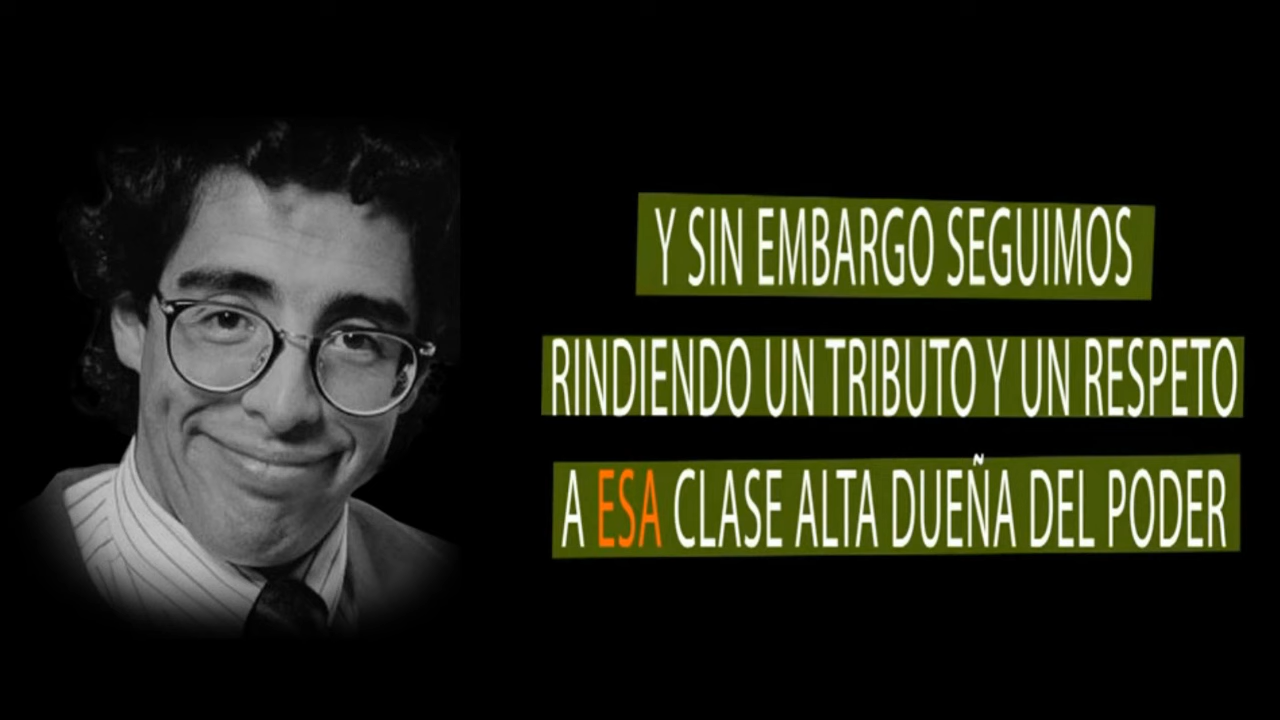 Y SIN EMBARGO SEGUIMOS
RINDIENDO UN TRIBUTO Y UN RESPETO
A ESA CLASE ALTA DUEÑA DEL PODER